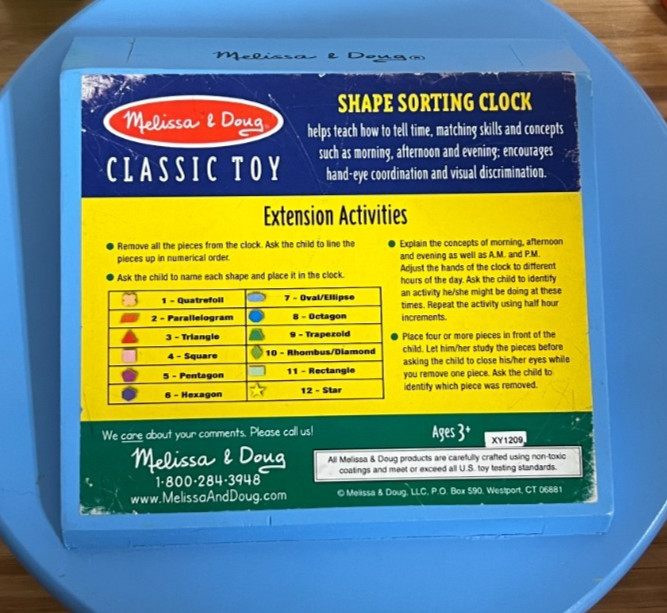 Melissa & Doug®
Melissa & Doug
CLASSIC TOY
SHAPE SORTING CLOCK
helps teach how to tell time, matching skills and concepts
such as morning, afternoon and evening; encourages
hand-eye coordination and visual discrimination.
Extension Activities
● Remove all the pieces from the clock. Ask the child to line the
pieces up in numerical order.
● Ask the child to name each shape and place it in the clock.
1 - Quatrefoil
2 - Parallelogram
3 - Triangle
4 - Square
5 - Pentagon
6 - Hexagon
7 - Oval/Ellipse
8 - Octagon
9 - Trapezoid
10 - Rhombus/Diamond
11 - Rectangle
12 - Star
● Explain the concepts of morning, afternoon
and evening as well as A.M. and P.M.
Adjust the hands of the clock to different
hours of the day. Ask the child to identify
an activity he/she might be doing at these
times. Repeat the activity using half hour
increments.
● Place four or more pieces in front of the
child. Let him/her study the pieces before
asking the child to close his/her eyes while
you remove one piece. Ask the child to
identify which piece was removed.
We care about your comments. Please call us!
Melissa & Doug
1-800-284-3948
www.MelissaAndDoug.com
Ages 3+
XY1209
All Melissa & Doug products are carefully crafted using non-toxic
coatings and meet or exceed all U.S. toy testing standards.
© Melissa & Doug, LLC, P.O. Box 590, Westport, CT 06881